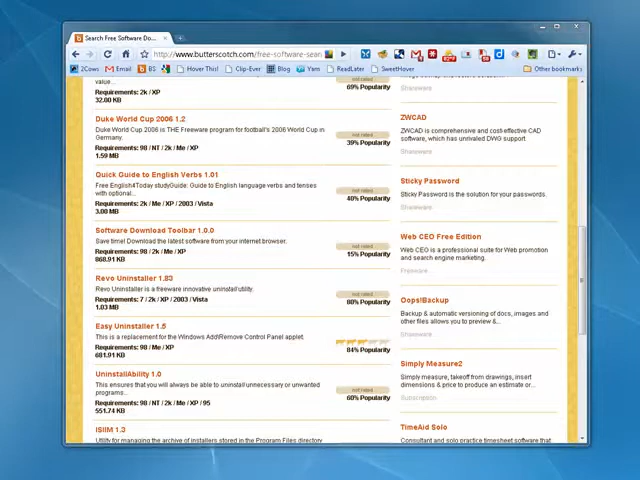 Search Free Software Do...
http://www.butterscotch.com/free-software-sear
2Cows
Email
BS
Hover This!
Clip-Ever
Blog
Yarn
ReadLater
SweetHover
Other bookmarks
value...
Requirements: 2k / XP
32.00 KB
69% Popularity
Duke World Cup 2006 1.2
Duke World Cup 2006 is THE Freeware program for football's 2006 World Cup in
Germany.
Requirements: 98 / NT / 2k / Me / XP
1.59 MB
not rated
39% Popularity
Quick Guide to English Verbs 1.01
Free English4Today studyGuide: Guide to English language verbs and tenses
with optional...
Requirements: 2k / Me / XP / 2003 / Vista
3.00 MB
not rated
40% Popularity
Software Download Toolbar 1.0.0
Save time! Download the latest software from your internet browser.
Requirements: 98 / 2k / Me / XP
868.91 KB
not rated
15% Popularity
Revo Uninstaller 1.83
Revo Uninstaller is a freeware innovative uninstall utility.
Requirements: 7 / 2k / XP / 2003 / Vista
1.03 MB
not rated
80% Popularity
Easy Uninstaller 1.5
This is a replacement for the Windows Add\Remove Control Panel applet.
Requirements: 98 / Me / XP
681.91 KB
84% Popularity
UninstallAbility 1.0
This ensures that you will always be able to uninstall unnecessary or unwanted
programs...
Requirements: 98 / NT / 2k / Me / XP / 95
551.74 KB
not rated
60% Popularity
ISIIM 1.3
Utility for managing the archive of Installers stored in the Program Files directory
Shareware
ZWCAD
ZWCAD is comprehensive and cost-effective CAD
software, which has unrivaled DWG support.
Shareware
Sticky Password
Sticky Password is the solution for your passwords.
Shareware
Web CEO Free Edition
Web CEO is a professional suite for Web promotion
and search engine marketing.
Freeware
Oops!Backup
Backup & automatic versioning of docs, images and
other files allows you to preview &...
Shareware
Simply Measure2
Simply measure, takeoff from drawings, insert
dimensions & price to produce an estimate or...
Subscription
TimeAid Solo
Consultant and solo practice timesheet software that